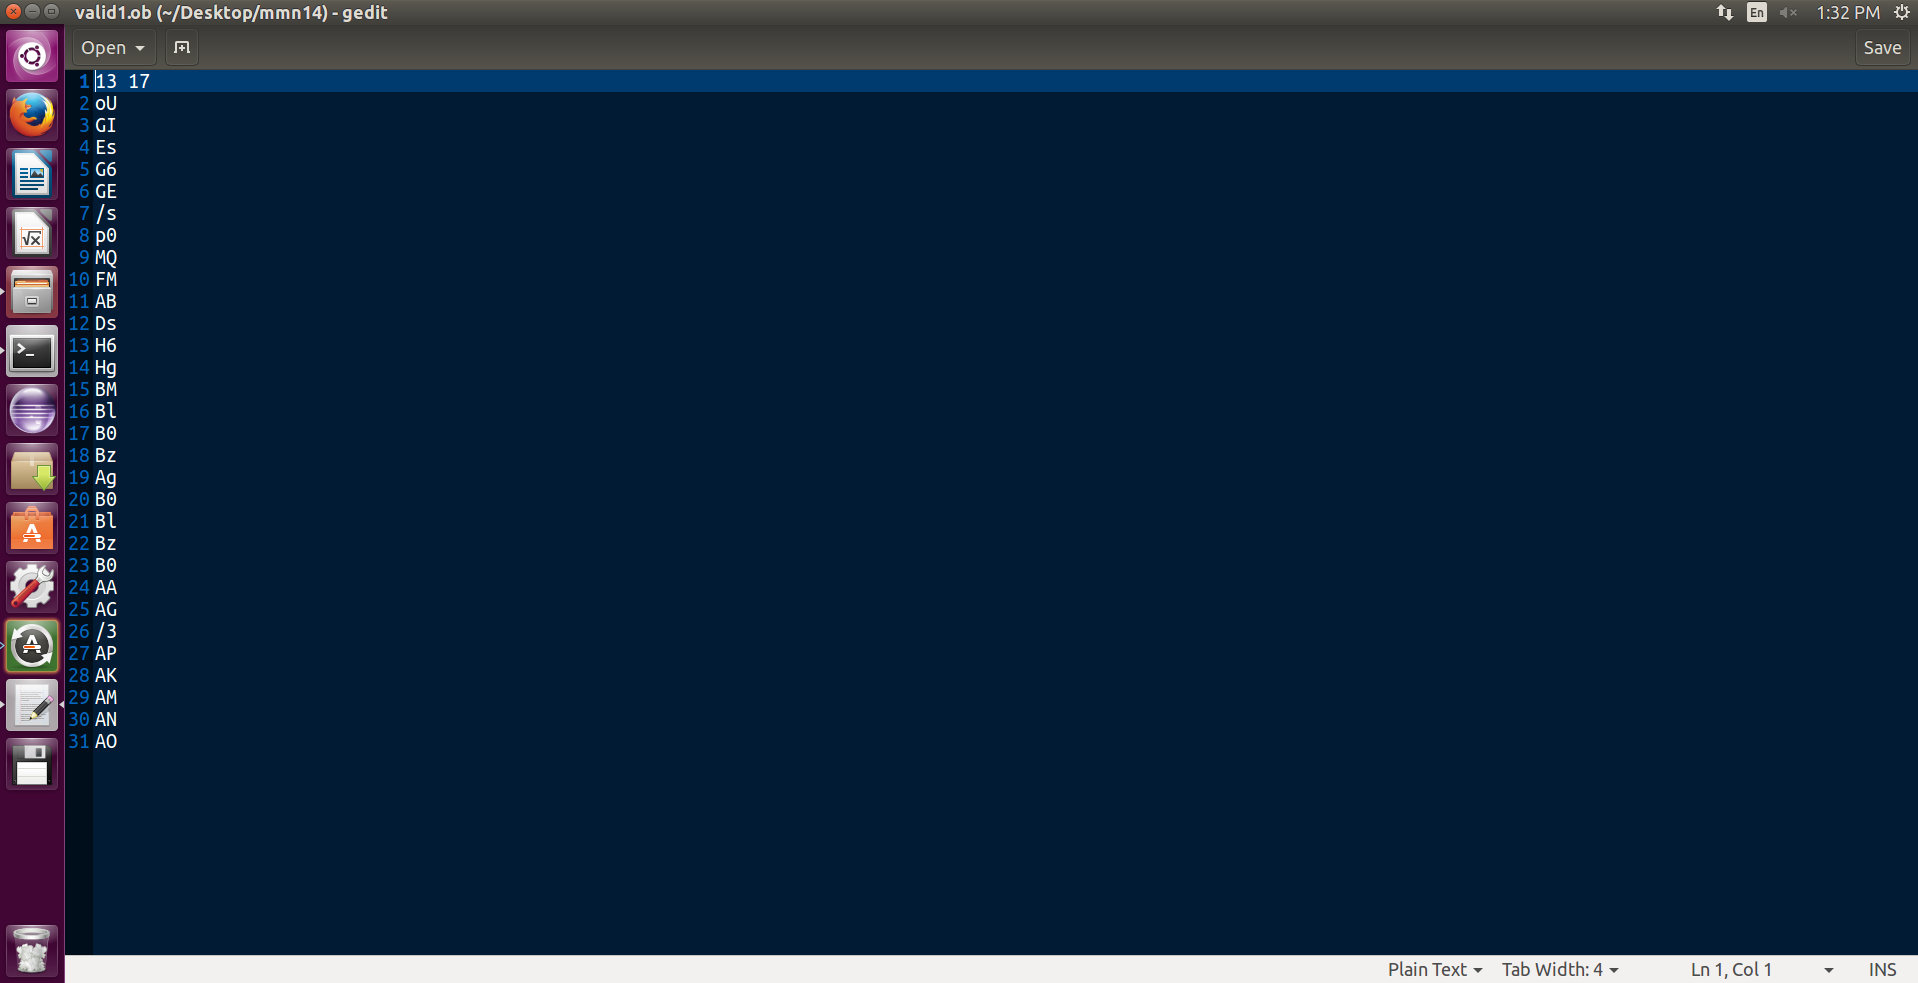 valid1.ob (~/Desktop/mmn14) - gedit
En
1:32 PM
Open
Save
1 13 17
2 oU
3 GI
4 Es
5 G6
6 GE
7 /s
8 p0
9 MQ
10 FM
11 AB
12 Ds
13 H6
14 Hg
15 BM
16 Bl
17 B0
18 Bz
19 Ag
20 B0
21 Bl
22 Bz
23 B0
24 AA
25 AG
26 /3
27 AP
28 AK
29 AM
30 AN
31 AO
Plain Text
Tab Width: 4
Ln 1, Col 1
INS